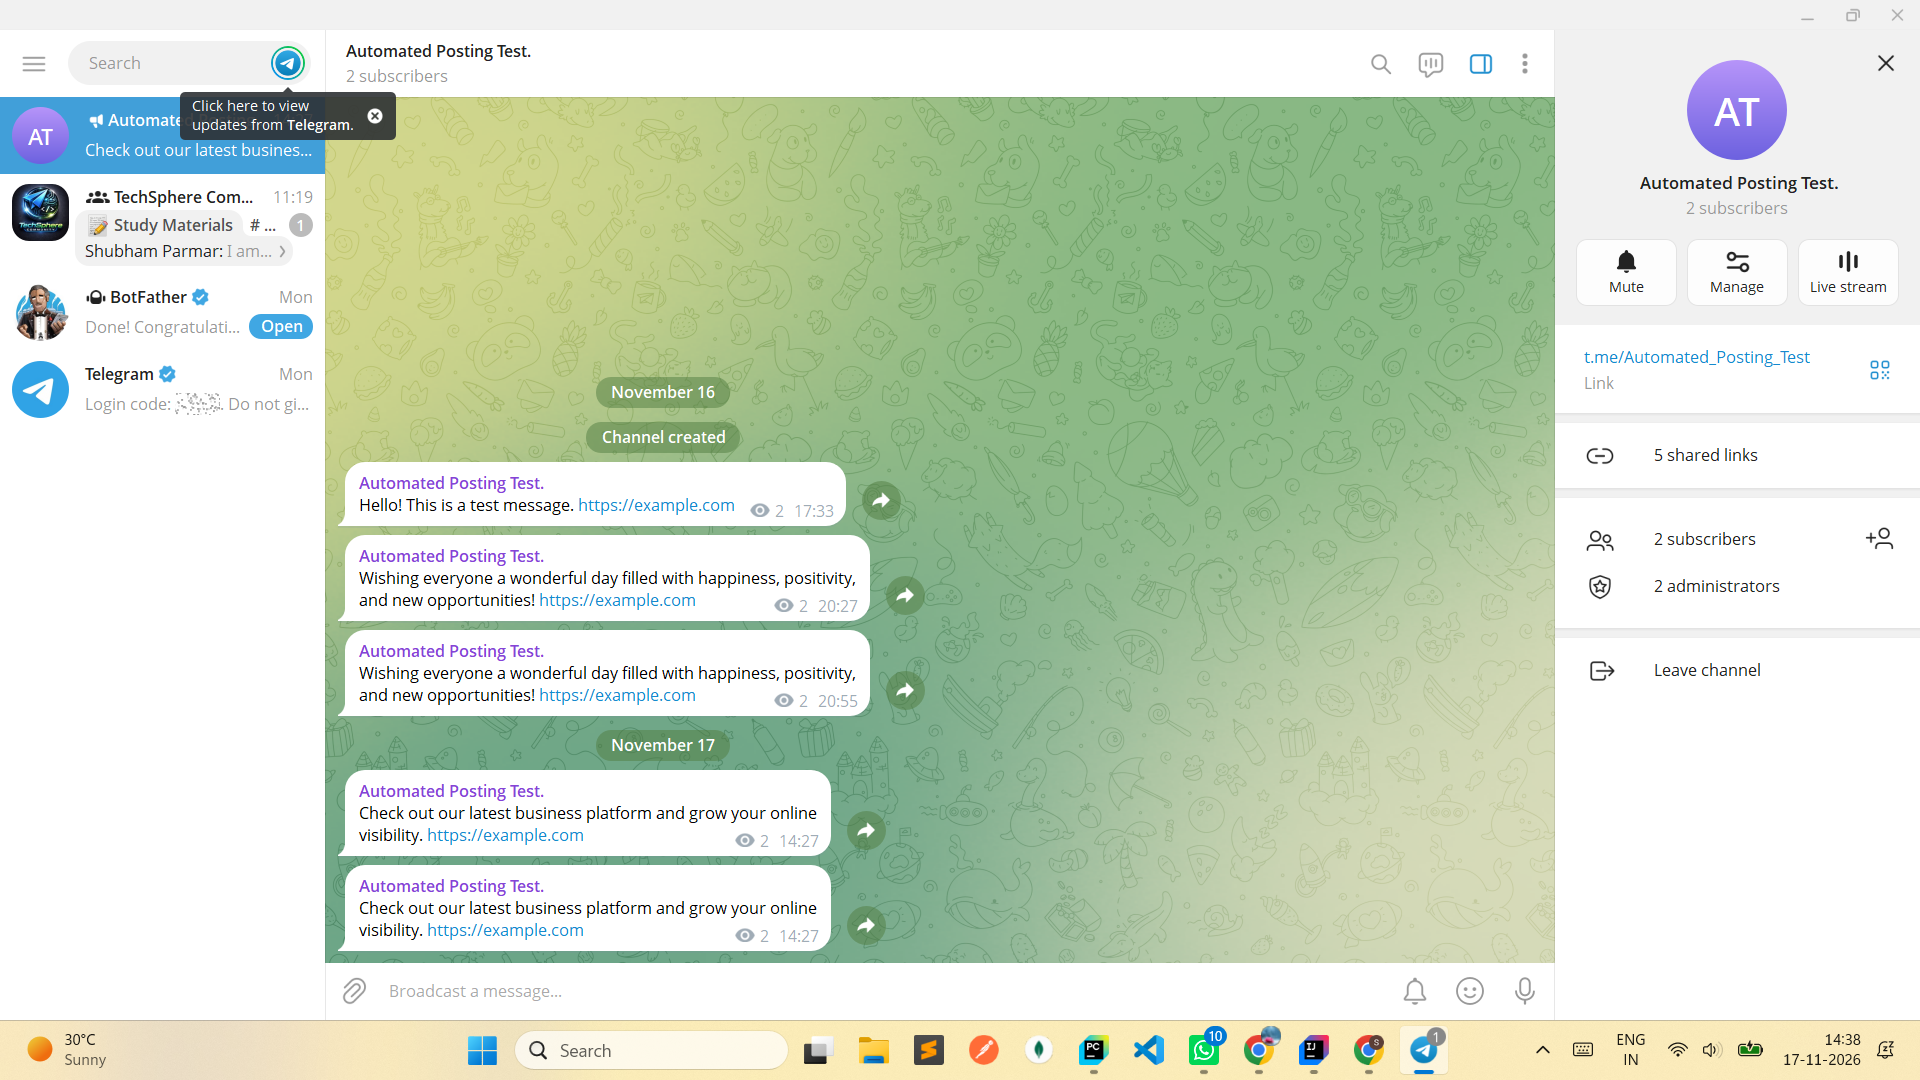 Search
Click here to view
updates from Telegram.
AT
Automated
Check out our latest busines...
TechSphere Com...
11:19
Study Materials
# ...
1
Shubham Parmar: I am...
BotFather
Mon
Done! Congratulati...
Open
Telegram
Mon
Login code:
Do not gi...
Automated Posting Test.
2 subscribers
November 16
Channel created
Automated Posting Test.
Hello! This is a test message. https://example.com
2 17:33
Automated Posting Test.
Wishing everyone a wonderful day filled with happiness, positivity,
and new opportunities! https://example.com
2 20:27
Automated Posting Test.
Wishing everyone a wonderful day filled with happiness, positivity,
and new opportunities! https://example.com
2 20:55
November 17
Automated Posting Test.
Check out our latest business platform and grow your online
visibility. https://example.com
2 14:27
Automated Posting Test.
Check out our latest business platform and grow your online
visibility. https://example.com
2 14:27
Broadcast a message...
AT
Automated Posting Test.
2 subscribers
Mute
Manage
Live stream
t.me/Automated_Posting_Test
Link
5 shared links
2 subscribers
2 administrators
Leave channel
30°C
Sunny
Search
PC
10
IJ
S
1
ENG
IN
14:38
17-11-2026